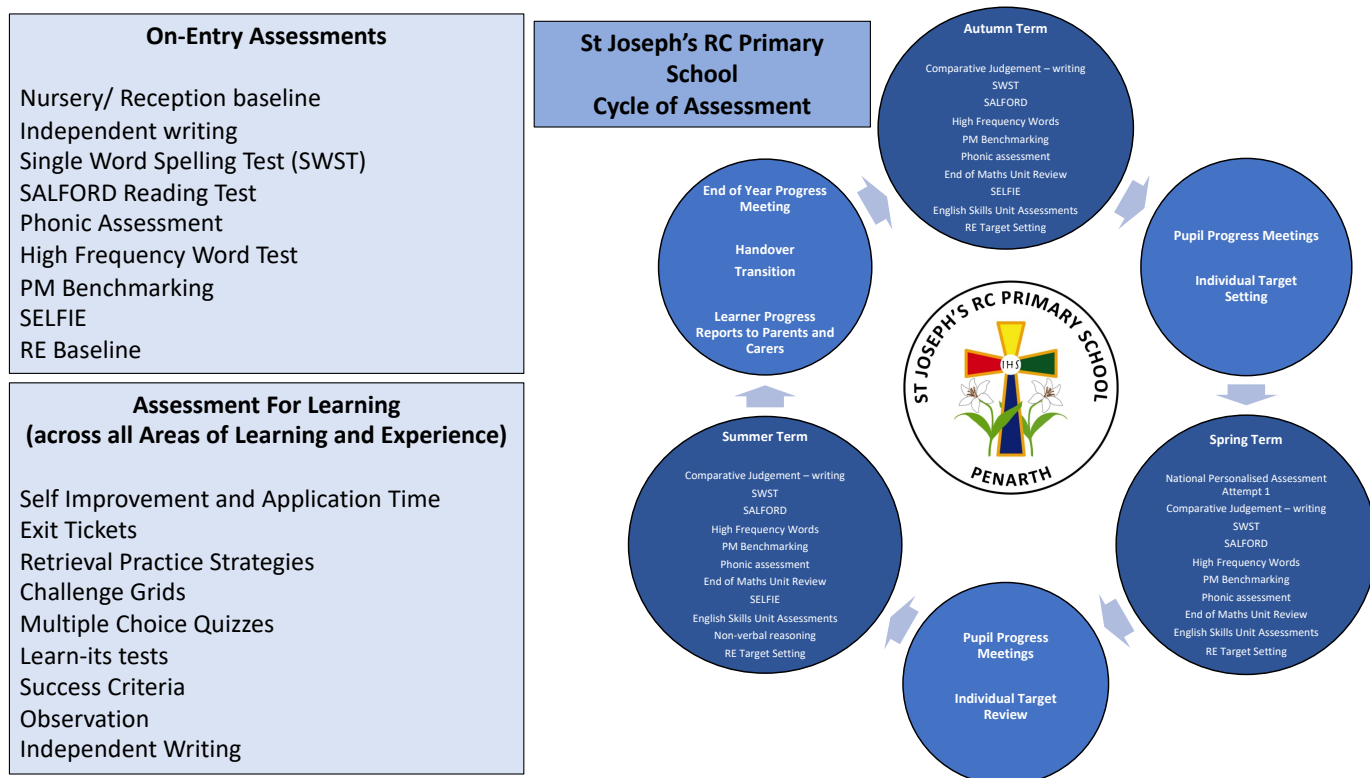 On-Entry Assessments
Nursery/ Reception baseline
Independent writing
Single Word Spelling Test (SWST)
SALFORD Reading Test
Phonic Assessment
High Frequency Word Test
PM Benchmarking
SELFIE
RE Baseline
Assessment For Learning
(across all Areas of Learning and Experience)
Self Improvement and Application Time
Exit Tickets
Retrieval Practice Strategies
Challenge Grids
Multiple Choice Quizzes
Learn-its tests
Success Criteria
Observation
Independent Writing
St Joseph's RC Primary
School
Cycle of Assessment
Autumn Term
Comparative Judgement – writing
SWST
SALFORD
High Frequency Words
PM Benchmarking
Phonic assessment
End of Maths Unit Review
SELFIE
English Skills Unit Assessments
RE Target Setting
Pupil Progress Meetings
Individual Target
Setting
Spring Term
National Personalised Assessment
Attempt 1
Comparative Judgement – writing
SWST
SALFORD
High Frequency Words
PM Benchmarking
Phonic assessment
End of Maths Unit Review
English Skills Unit Assessments
RE Target Setting
Pupil Progress
Meetings
Individual Target
Review
Summer Term
Comparative Judgement – writing
SWST
SALFORD
High Frequency Words
PM Benchmarking
Phonic assessment
End of Maths Unit Review
SELFIE
English Skills Unit Assessments
Non-verbal reasoning
RE Target Setting
End of Year Progress
Meeting
Handover
Transition
Learner Progress
Reports to Parents and
Carers
ST JOSEPH'S RC PRIMARY SCHOOL
IHS
PENARTH